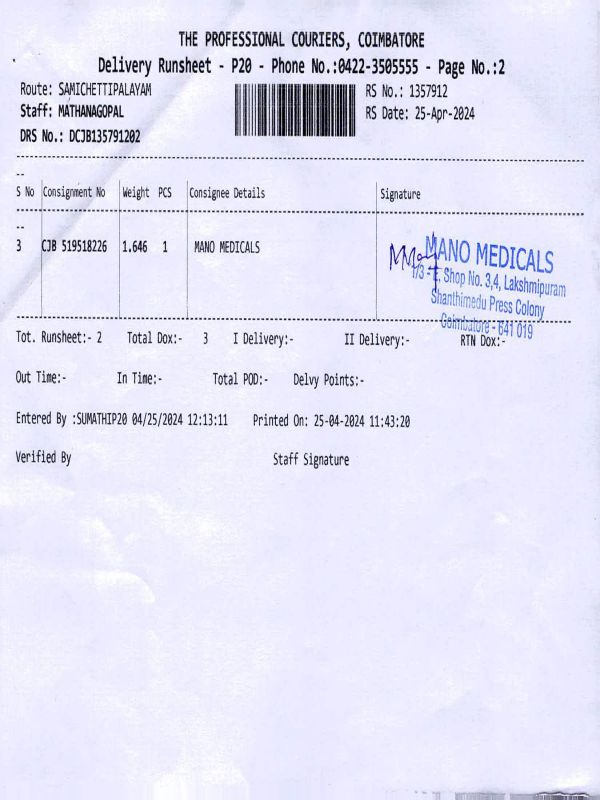 THE PROFESSIONAL COURIERS, COIMBATORE
Delivery Runsheet - P20 - Phone No.:0422-3505555 - Page No.:2
Route: SAMICHETTIPALAYAM
RS No.: 1357912
Staff: MATHANAGOPAL
RS Date: 25-Apr-2024
DRS No.: DCJB135791202
--
S No Consignment No Weight PCS Consignee Details Signature
--
3 CJB 519518226 1.646 1 MANO MEDICALS
MANO MEDICALS
Shop No. 3,4, Lakshmipuram
Shanthimedu Press Colony
Coimbatore - 641 019
Tot. Runsheet:- 2 Total Dox:- 3 I Delivery:- II Delivery:- RTN Dox:-
Out Time:- In Time:- Total POD:- Delvy Points:-
Entered By :SUMATHIP20 04/25/2024 12:13:11 Printed On: 25-04-2024 11:43:20
Verified By Staff Signature